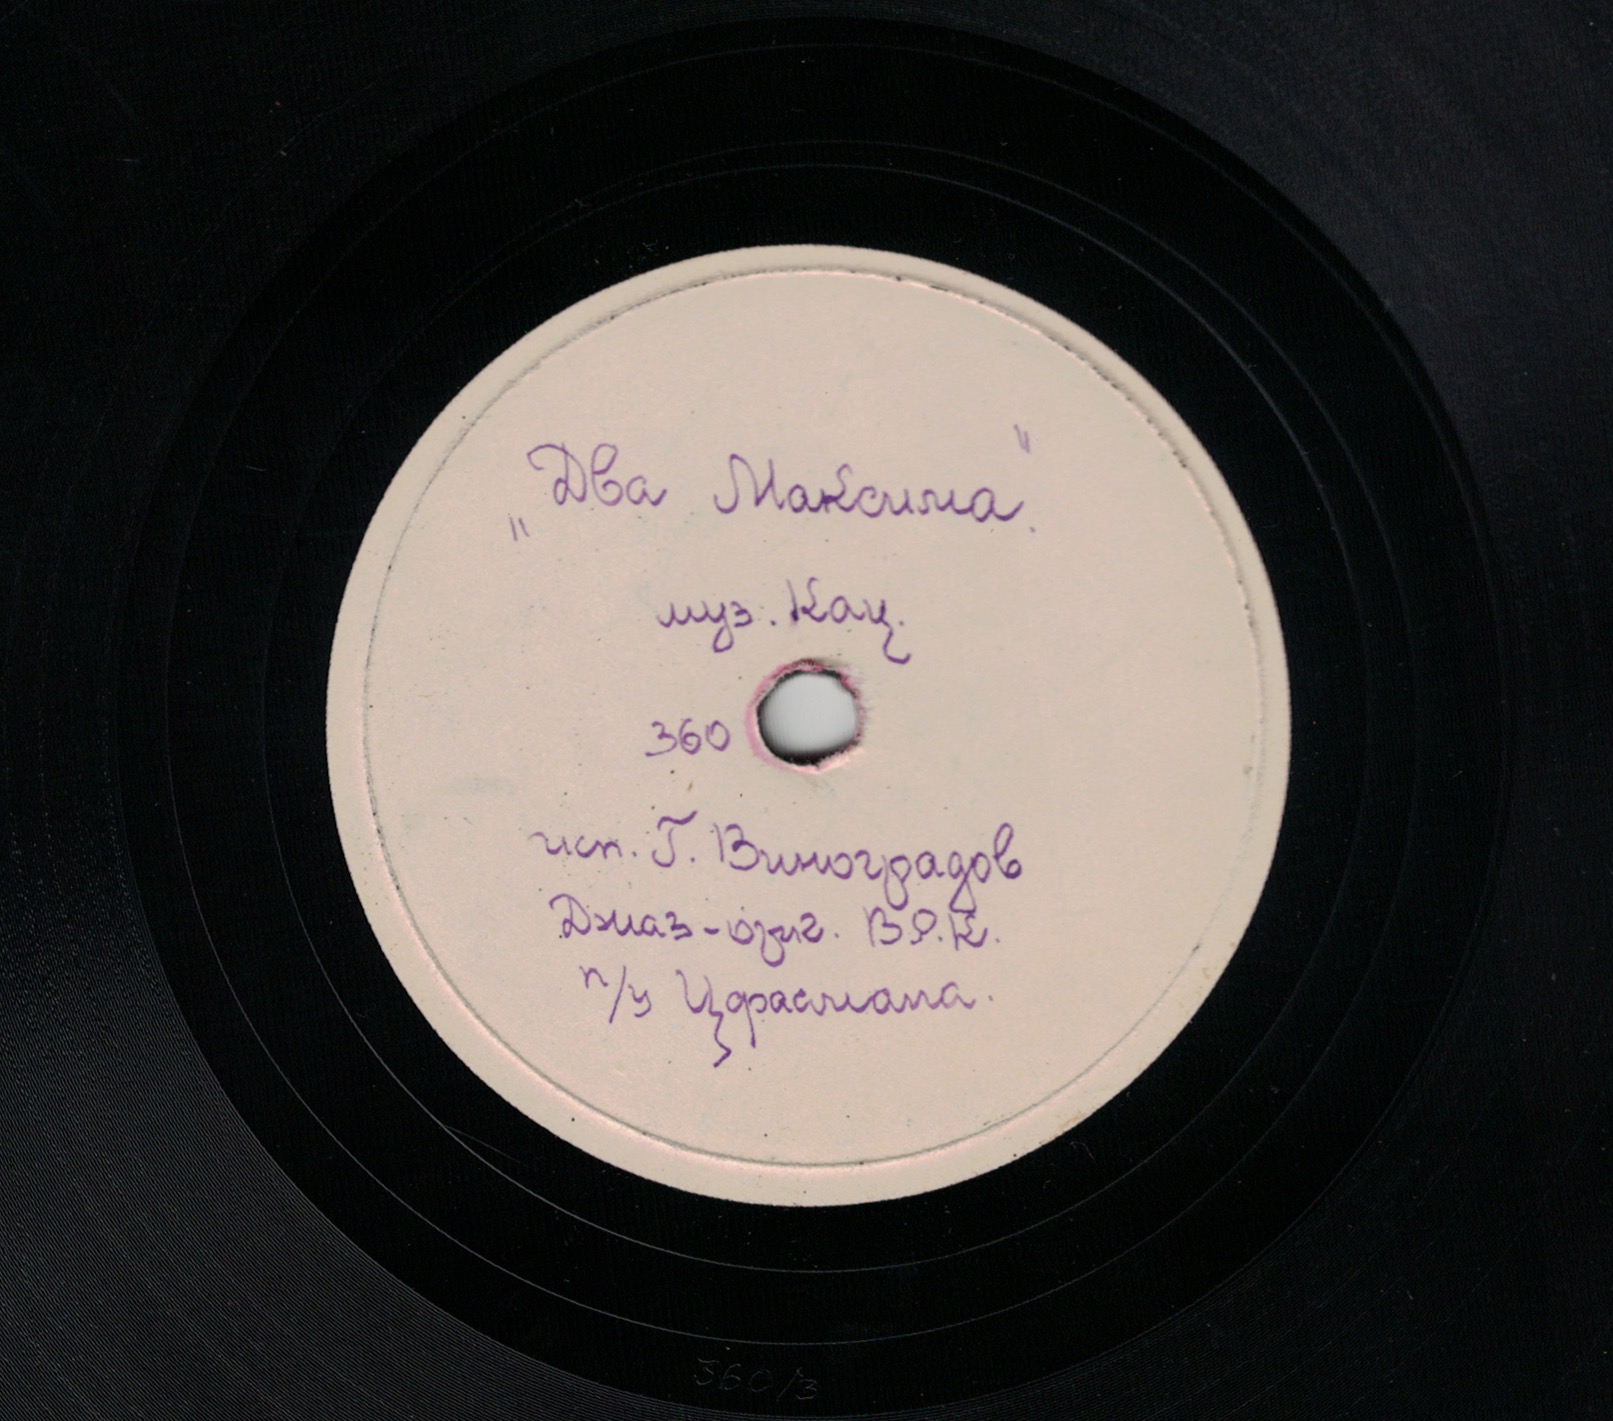 „Два Максима".
муз. Кац.
360
исп. Г. Виноградов
Джаз-орк. В.Р.К.
п/у Цфасмана.
360/3